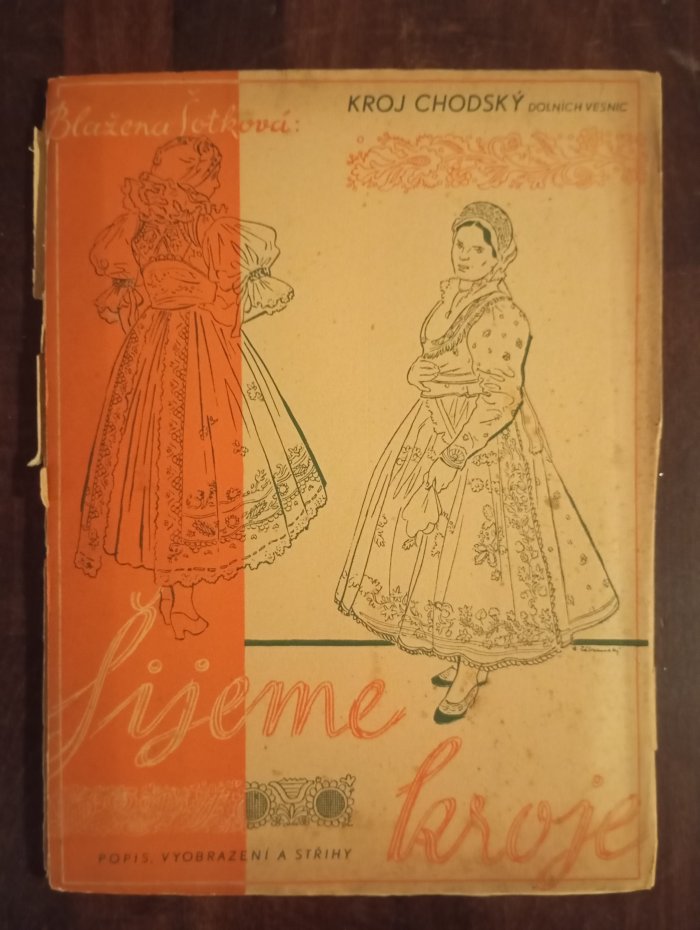 Blažena Šotková:
KROJ CHODSKÝ DOLNÍCH VESNIC
Šijeme
kroje
POPIS, VYOBRAZENÍ A STŘIHY